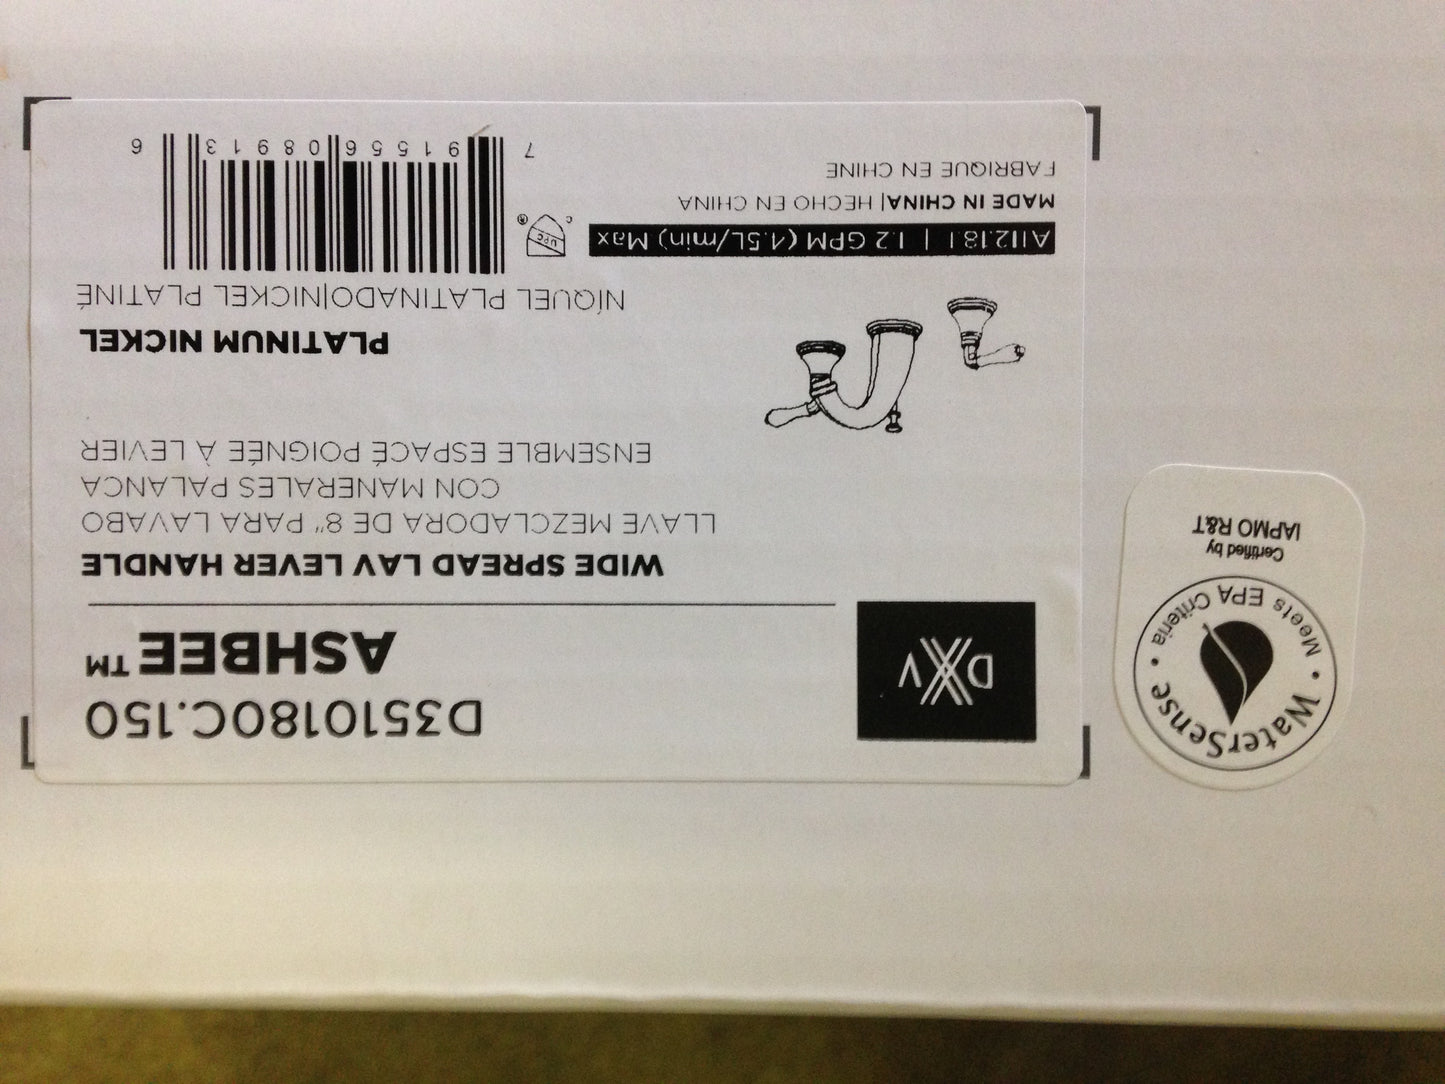 DXV
D3510180C.150
ASHBEE TM
WIDE SPREAD LAV LEVER HANDLE
LLAVE MEZCLADORA DE 8" PARA LAVABO
CON MANERALES PALANCA
ENSEMBLE ESPACÉ POIGNÉE À LEVIER
PLATINUM NICKEL
NÍQUEL PLATINADO|NICKEL PLATINÉ
A112.18.1 | 1.2 GPM (4.5L/min) Max
MADE IN CHINA| HECHO EN CHINA
FABRIQUE EN CHINE
C UPC ®
7 91556 08913 6
WaterSense
• Meets EPA Criteria •
Certified by
IAPMO R&T